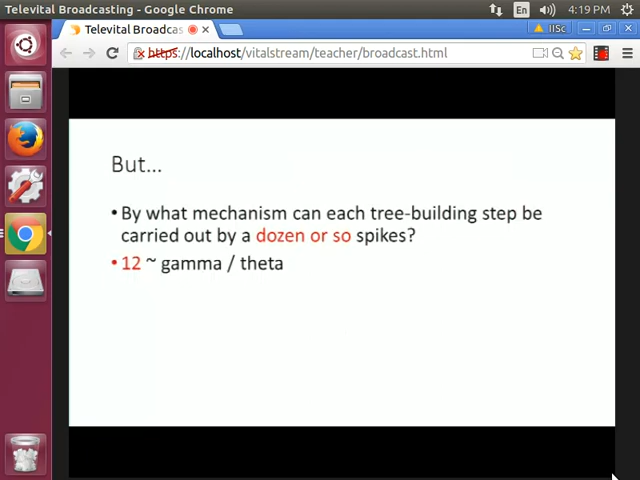 Televital Broadcasting - Google Chrome
En
4:19 PM
Televital Broadcas
IISc
https://localhost/vitalstream/teacher/broadcast.html
But...
• By what mechanism can each tree-building step be
carried out by a dozen or so spikes?
• 12 ~ gamma / theta